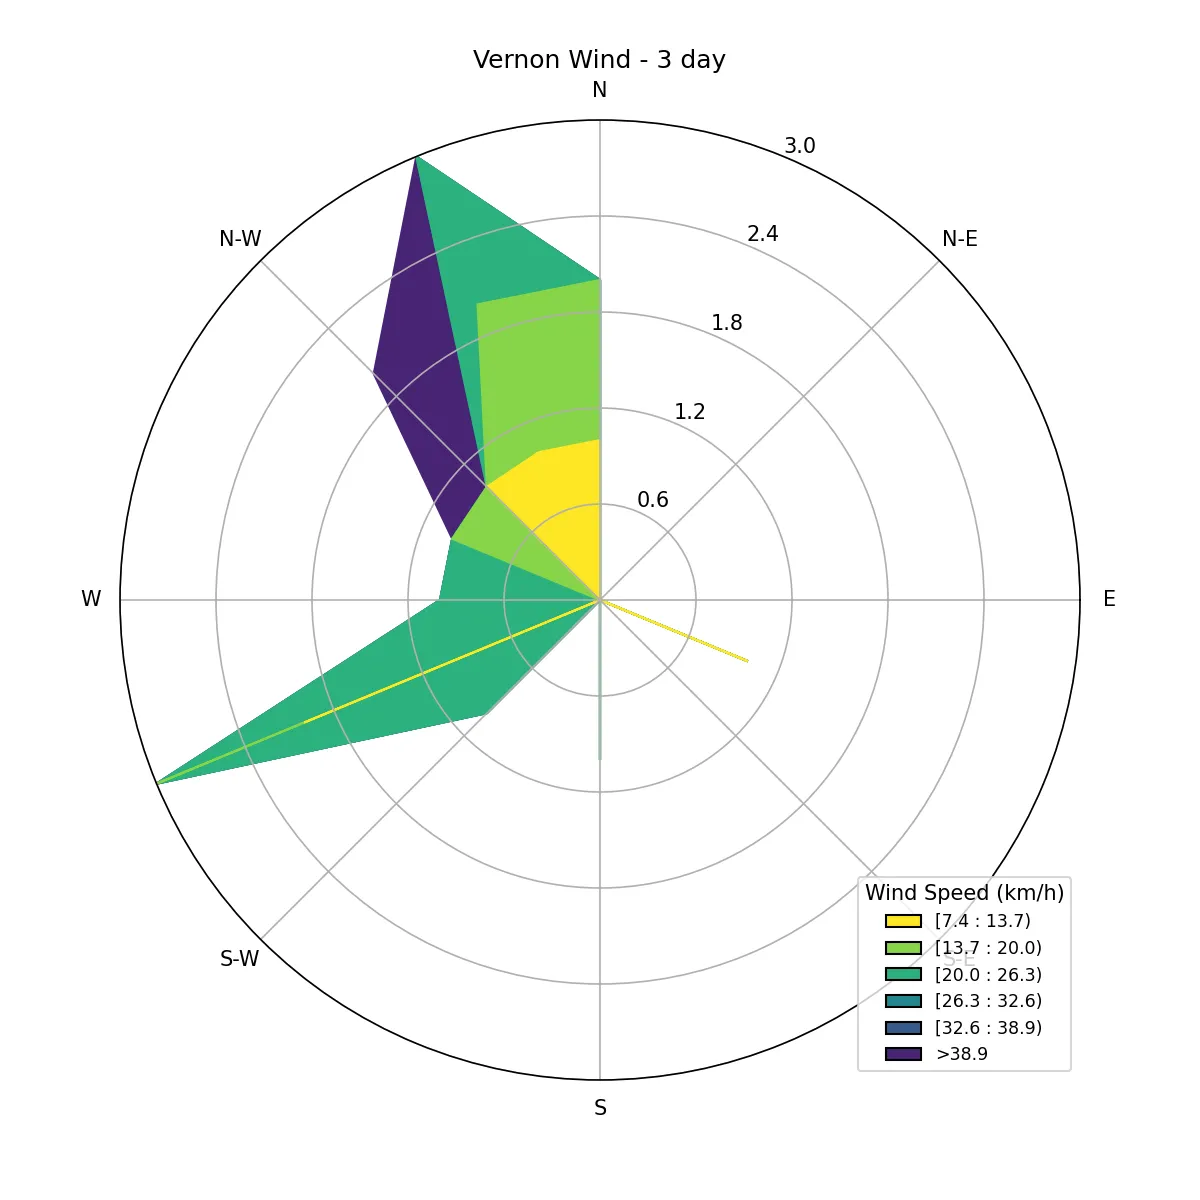 Vernon Wind - 3 day
N
3.0
N-W
N-E
2.4
1.8
1.2
0.6
W
E
S-W
S-E
S
Wind Speed (km/h)
[7.4 : 13.7)
[13.7 : 20.0)
[20.0 : 26.3)
[26.3 : 32.6)
[32.6 : 38.9)
>38.9